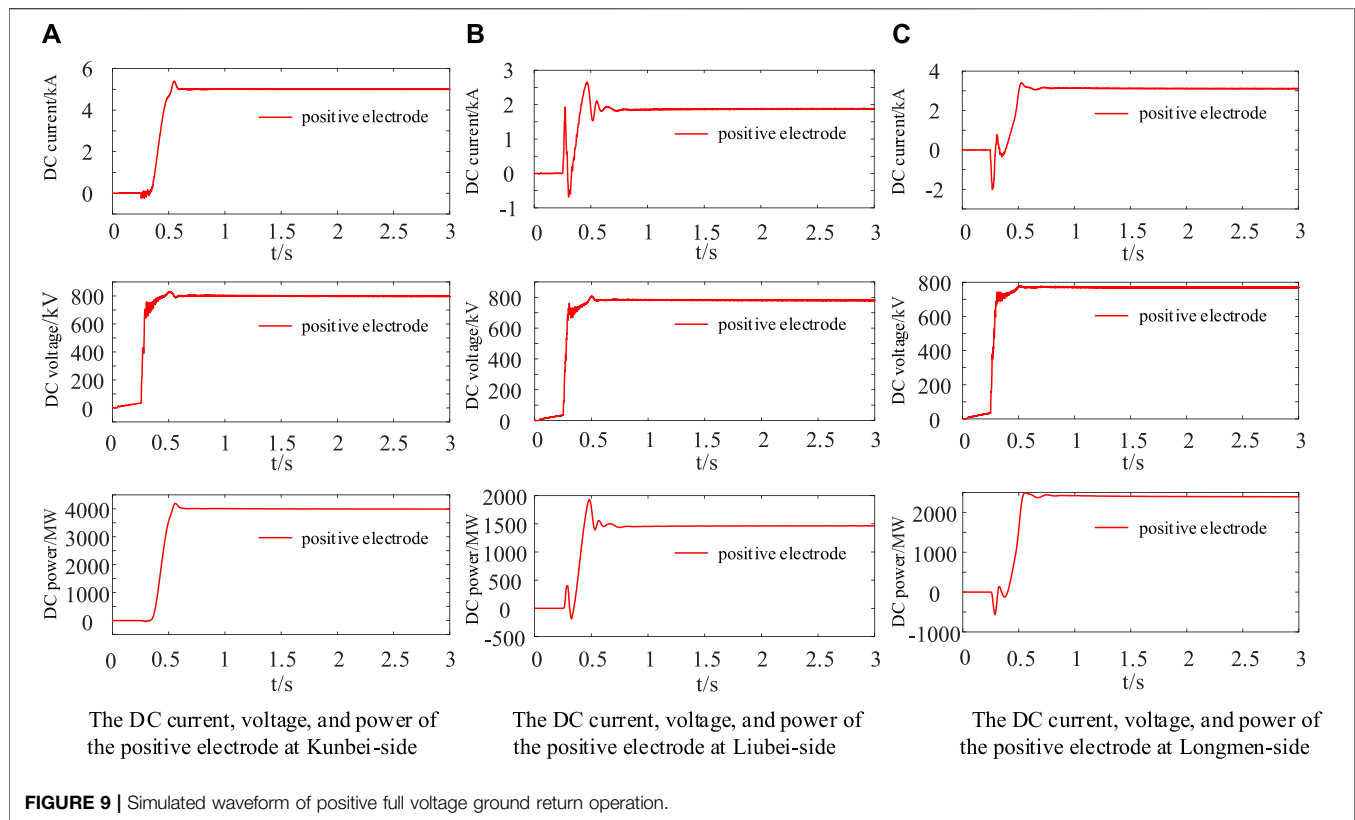 A
DC current/kA
6
4
2
0
positive electrode
0 0.5 1 1.5 2 2.5 3
t/s
DC voltage/kV
800
600
400
200
0
positive electrode
0 0.5 1 1.5 2 2.5 3
t/s
DC power/MW
4000
3000
2000
1000
0
positive electrode
0 0.5 1 1.5 2 2.5 3
t/s
The DC current, voltage, and power of
the positive electrode at Kunbei-side
B
DC current/kA
3
2
1
0
-1
positive electrode
0 0.5 1 1.5 2 2.5 3
t/s
DC voltage/kV
800
600
400
200
0
positive electrode
0 0.5 1 1.5 2 2.5 3
t/s
DC power/MW
2000
1500
1000
500
0
-500
positive electrode
0 0.5 1 1.5 2 2.5 3
t/s
The DC current, voltage, and power of
the positive electrode at Liubei-side
C
DC current/kA
4
2
0
-2
positive electrode
0 0.5 1 1.5 2 2.5 3
t/s
DC voltage/kV
800
600
400
200
0
positive electrode
0 0.5 1 1.5 2 2.5 3
t/s
DC power/MW
2000
1000
0
-1000
positive electrode
0 0.5 1 1.5 2 2.5 3
t/s
The DC current, voltage, and power of
the positive electrode at Longmen-side
FIGURE 9 | Simulated waveform of positive full voltage ground return operation.